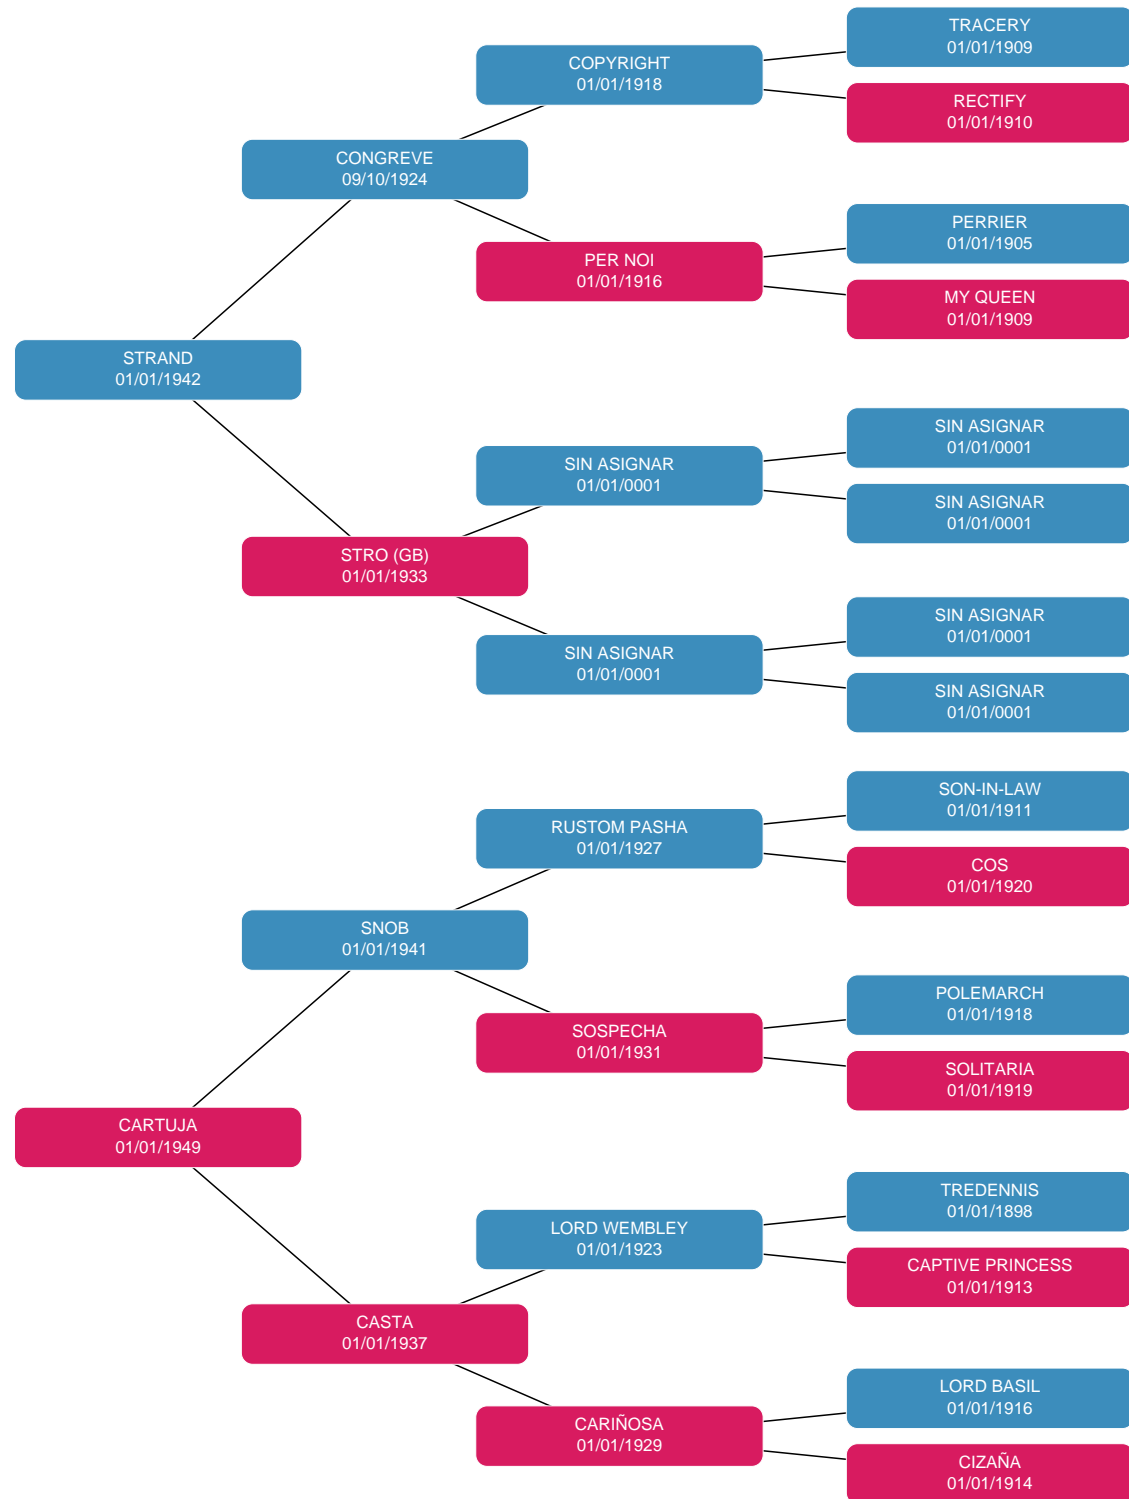 TRACERY
01/01/1909
COPYRIGHT
01/01/1918
RECTIFY
01/01/1910
CONGREVE
09/10/1924
PERRIER
01/01/1905
PER NOI
01/01/1916
MY QUEEN
01/01/1909
STRAND
01/01/1942
SIN ASIGNAR
01/01/0001
SIN ASIGNAR
01/01/0001
SIN ASIGNAR
01/01/0001
STRO (GB)
01/01/1933
SIN ASIGNAR
01/01/0001
SIN ASIGNAR
01/01/0001
SIN ASIGNAR
01/01/0001
SON-IN-LAW
01/01/1911
RUSTOM PASHA
01/01/1927
COS
01/01/1920
SNOB
01/01/1941
POLEMARCH
01/01/1918
SOSPECHA
01/01/1931
SOLITARIA
01/01/1919
CARTUJA
01/01/1949
TREDENNIS
01/01/1898
LORD WEMBLEY
01/01/1923
CAPTIVE PRINCESS
01/01/1913
CASTA
01/01/1937
LORD BASIL
01/01/1916
CARIÑOSA
01/01/1929
CIZAÑA
01/01/1914